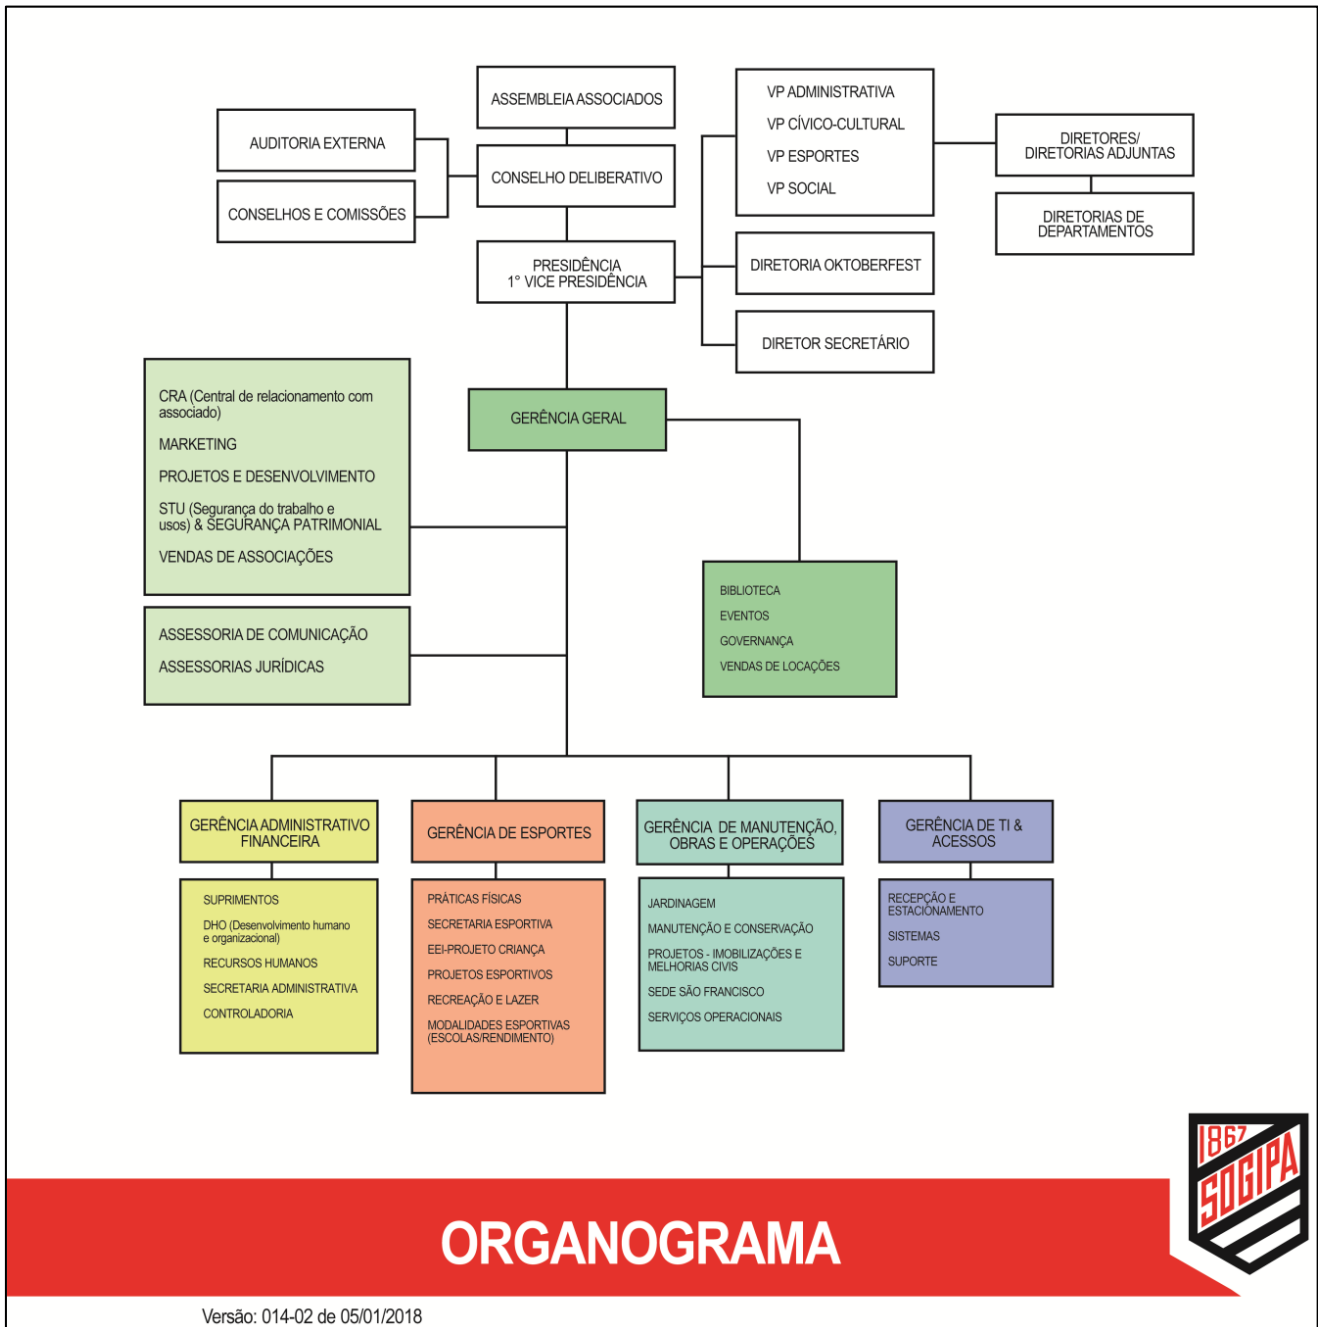 ASSEMBLEIA ASSOCIADOS
AUDITORIA EXTERNA
CONSELHO DELIBERATIVO
CONSELHOS E COMISSÕES
PRESIDÊNCIA
1° VICE PRESIDÊNCIA
VP ADMINISTRATIVA
VP CÍVICO-CULTURAL
VP ESPORTES
VP SOCIAL
DIRETORES/
DIRETORIAS ADJUNTAS
DIRETORIAS DE
DEPARTAMENTOS
DIRETORIA OKTOBERFEST
DIRETOR SECRETÁRIO
GERÊNCIA GERAL
CRA (Central de relacionamento com
associado)
MARKETING
PROJETOS E DESENVOLVIMENTO
STU (Segurança do trabalho e
usos) & SEGURANÇA PATRIMONIAL
VENDAS DE ASSOCIAÇÕES
ASSESSORIA DE COMUNICAÇÃO
ASSESSORIAS JURÍDICAS
BIBLIOTECA
EVENTOS
GOVERNANÇA
VENDAS DE LOCAÇÕES
GERÊNCIA ADMINISTRATIVO
FINANCEIRA
SUPRIMENTOS
DHO (Desenvolvimento humano
e organizacional)
RECURSOS HUMANOS
SECRETARIA ADMINISTRATIVA
CONTROLADORIA
GERÊNCIA DE ESPORTES
PRÁTICAS FÍSICAS
SECRETARIA ESPORTIVA
EEI-PROJETO CRIANÇA
PROJETOS ESPORTIVOS
RECREAÇÃO E LAZER
MODALIDADES ESPORTIVAS
(ESCOLAS/RENDIMENTO)
GERÊNCIA DE MANUTENÇÃO,
OBRAS E OPERAÇÕES
JARDINAGEM
MANUTENÇÃO E CONSERVAÇÃO
PROJETOS - IMOBILIZAÇÕES E
MELHORIAS CIVIS
SEDE SÃO FRANCISCO
SERVIÇOS OPERACIONAIS
GERÊNCIA DE TI &
ACESSOS
RECEPÇÃO E
ESTACIONAMENTO
SISTEMAS
SUPORTE
1867
SOGIPA
ORGANOGRAMA
Versão: 014-02 de 05/01/2018